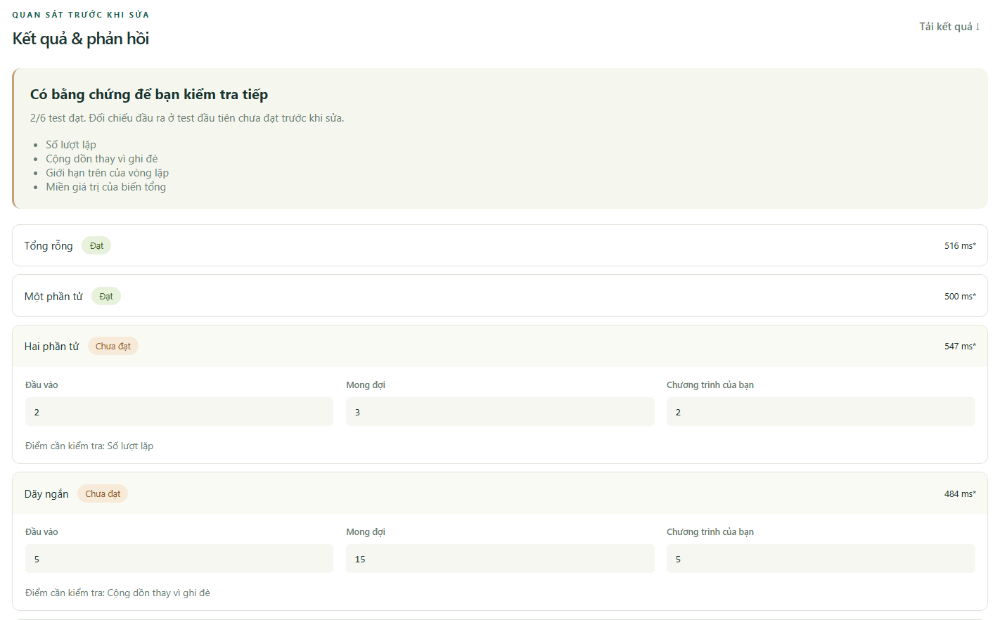 QUAN SÁT TRƯỚC KHI SỬA
Kết quả & phản hồi
Tải kết quả ↓
Có bằng chứng để bạn kiểm tra tiếp
2/6 test đạt. Đối chiếu đầu ra ở test đầu tiên chưa đạt trước khi sửa.
• Số lượt lặp
• Cộng dồn thay vì ghi đè
• Giới hạn trên của vòng lặp
• Miền giá trị của biến tổng
Tổng rỗng Đạt 516 ms*
Một phần tử Đạt 500 ms*
Hai phần tử Chưa đạt 547 ms*
Đầu vào Mong đợi Chương trình của bạn
2 3 2
Điểm cần kiểm tra: Số lượt lặp
Dãy ngắn Chưa đạt 484 ms*
Đầu vào Mong đợi Chương trình của bạn
5 15 5
Điểm cần kiểm tra: Cộng dồn thay vì ghi đè